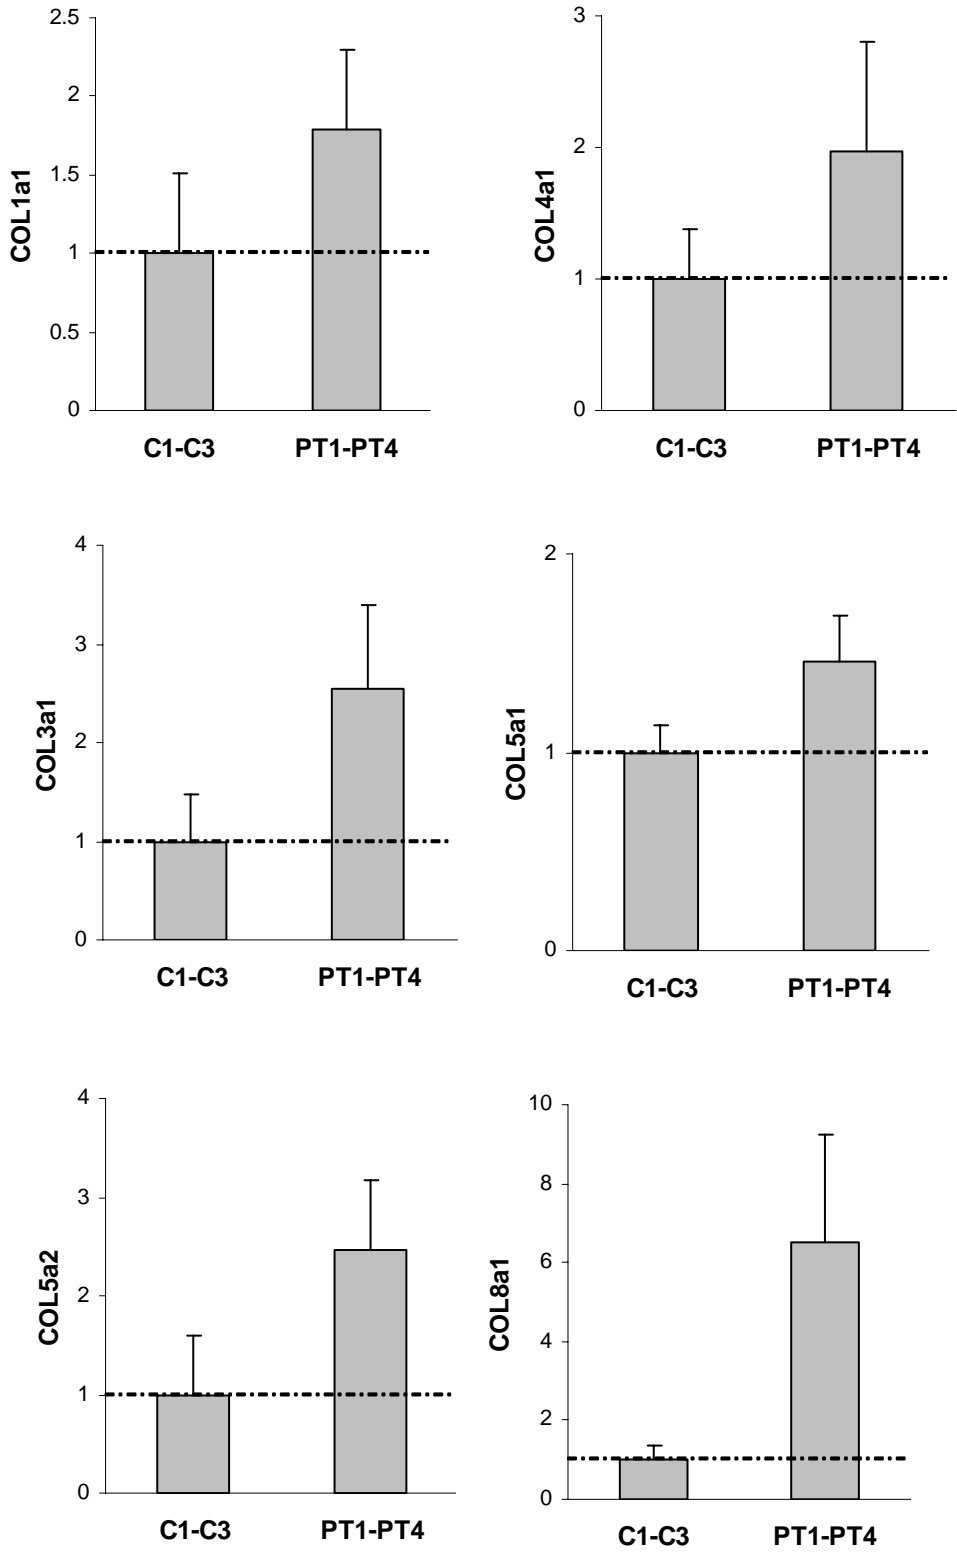 2.5
2
1.5
1
0.5
0
COL1a1
C1-C3 PT1-PT4
3
2
1
0
COL4a1
C1-C3 PT1-PT4
4
3
2
1
0
COL3a1
C1-C3 PT1-PT4
2
1
0
COL5a1
C1-C3 PT1-PT4
4
3
2
1
0
COL5a2
C1-C3 PT1-PT4
10
8
6
4
2
0
COL8a1
C1-C3 PT1-PT4